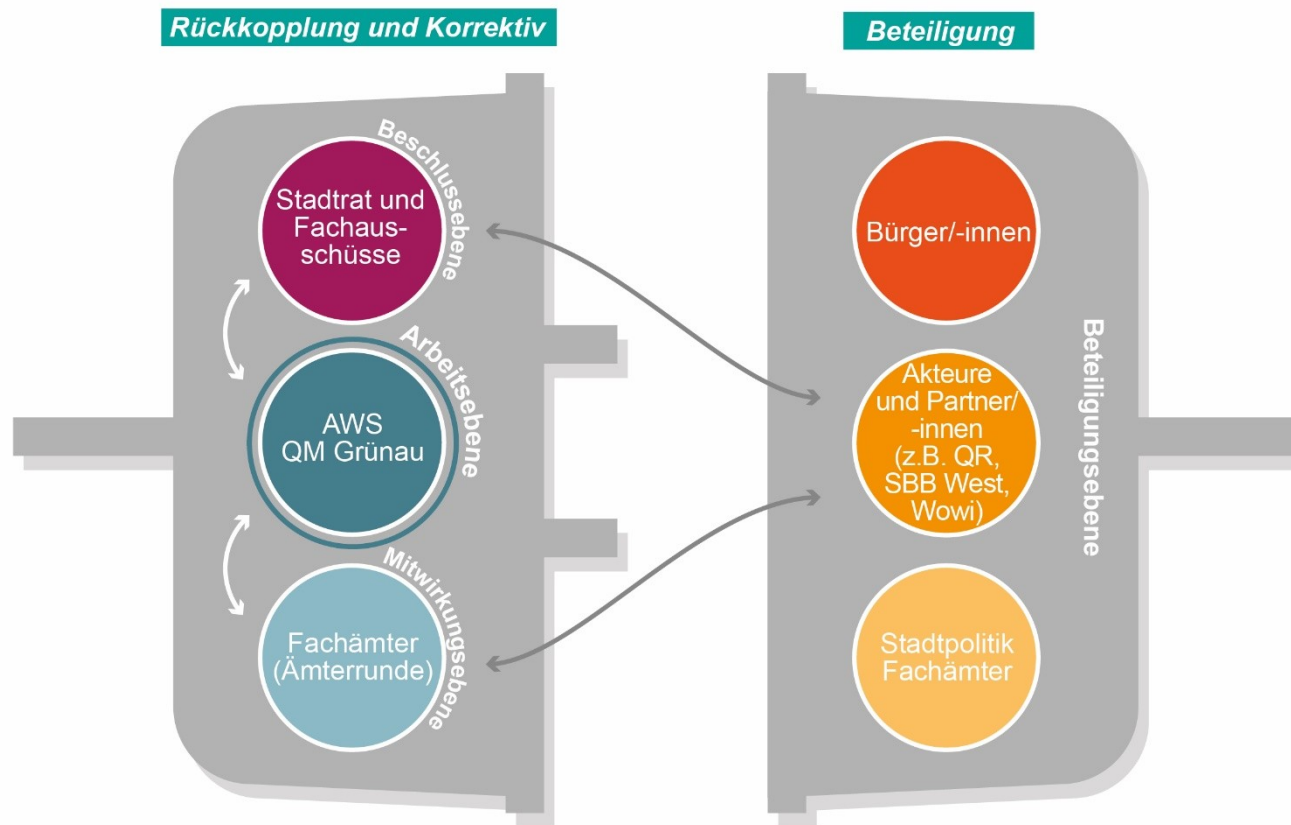 Rückkopplung und Korrektiv
Stadtrat und
Fachaus-
schüsse
Beschlussebene
AWS
QM Grünau
Arbeitsebene
Fachämter
(Ämterrunde)
Mitwirkungsebene
Beteiligung
Bürger/-innen
Akteure
und Partner/
-innen
(z.B. QR,
SBB West,
Wowi)
Stadtpolitik
Fachämter
Beteiligungsebene